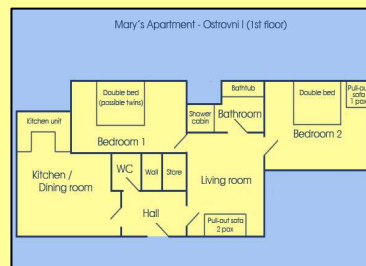 Mary's Apartment - Ostrovni I (1st floor)
Double bed
(possible twins)
Bathtub
Double bed
Pull-out
sofa
1 pax
Kitchen unit
Shower
cabin
Bathroom
Bedroom 1
Bedroom 2
WC
Wall
Store
Kitchen /
Dining room
Living room
Hall
Pull-out sofa
2 pax